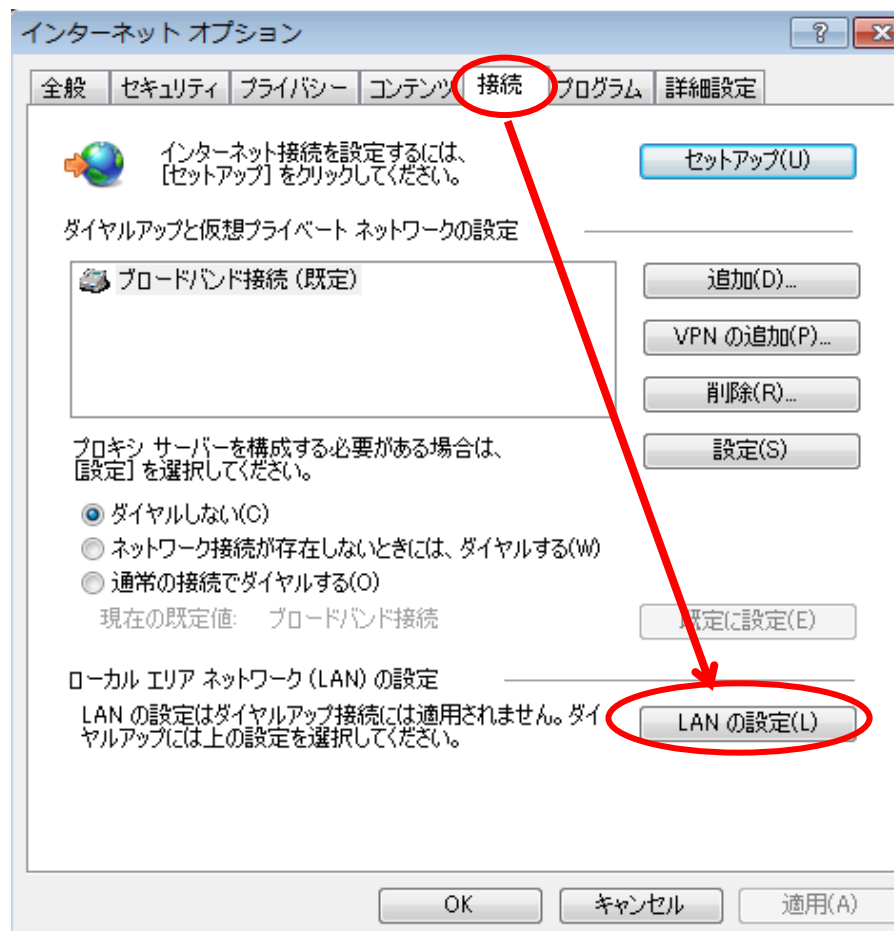 インターネット オプション
全般 セキュリティ プライバシー コンテンツ 接続 プログラム 詳細設定
インターネット接続を設定するには、
[セットアップ] をクリックしてください。
セットアップ(U)
ダイヤルアップと仮想プライベート ネットワークの設定
ブロードバンド接続 (既定)
追加(D)...
VPN の追加(P)...
削除(R)...
プロキシ サーバーを構成する必要がある場合は、
[設定] を選択してください。
設定(S)
ダイヤルしない(C)
ネットワーク接続が存在しないときには、ダイヤルする(W)
通常の接続でダイヤルする(O)
現在の既定値: ブロードバンド接続
既定に設定(E)
ローカル エリア ネットワーク (LAN) の設定
LAN の設定はダイヤルアップ接続には適用されません。ダイ
ヤルアップには上の設定を選択してください。
LAN の設定(L)
OK キャンセル 適用(A)